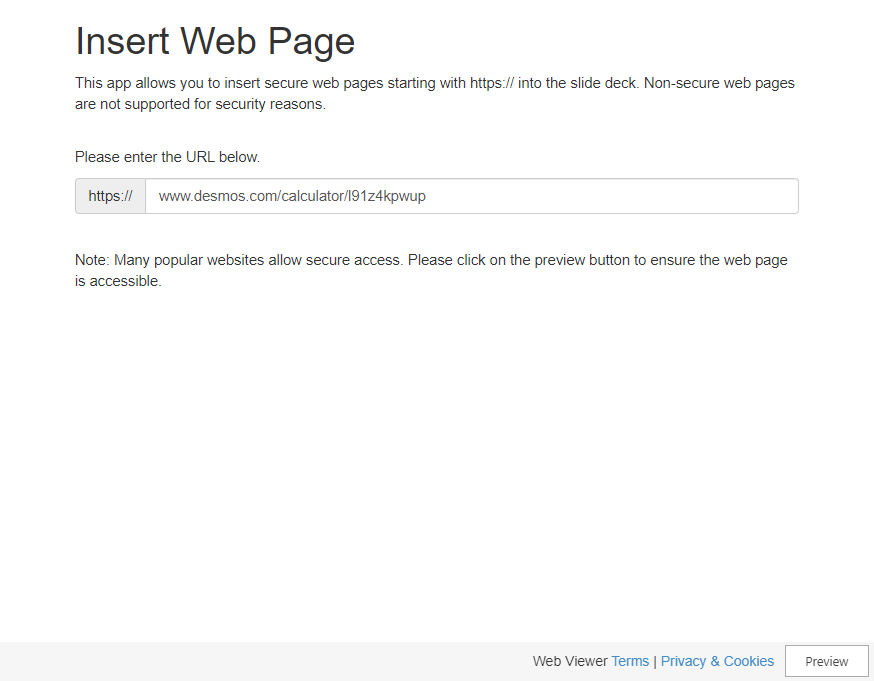 Insert Web Page
This app allows you to insert secure web pages starting with https:// into the slide deck. Non-secure web pages
are not supported for security reasons.
Please enter the URL below.
https:// www.desmos.com/calculator/l91z4kpwup
Note: Many popular websites allow secure access. Please click on the preview button to ensure the web page
is accessible.
Web Viewer Terms | Privacy & Cookies Preview